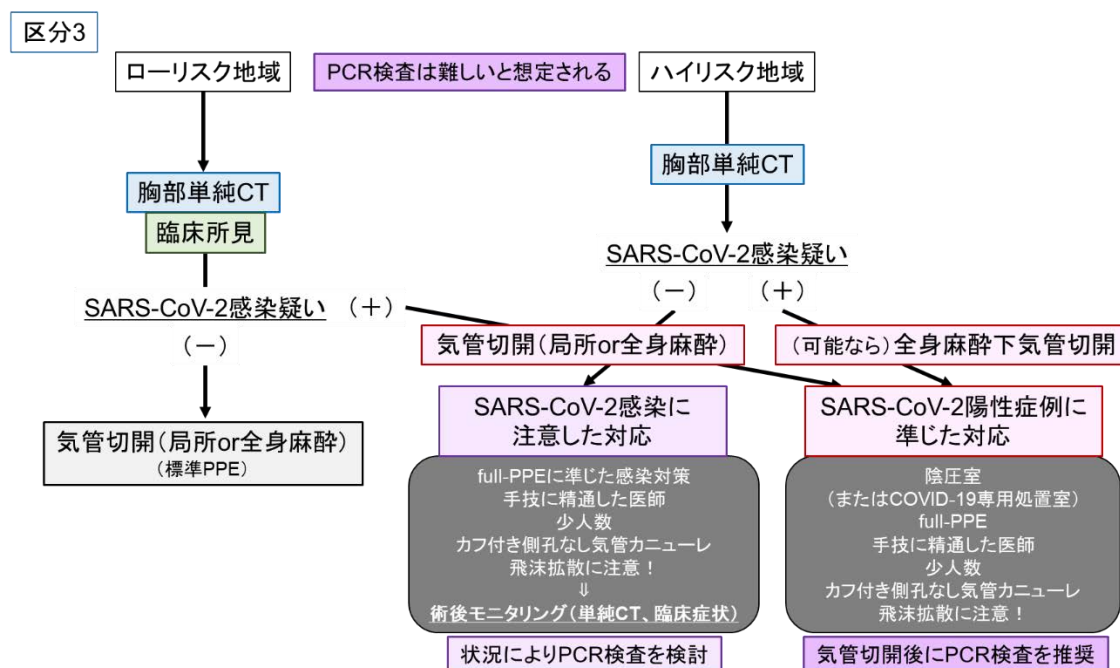 区分3
ローリスク地域
PCR検査は難しいと想定される
ハイリスク地域
胸部単純CT
臨床所見
胸部単純CT
SARS-CoV-2感染疑い
(－)
(＋)
SARS-CoV-2感染疑い
(＋)
(－)
気管切開(局所or全身麻酔)
(標準PPE)
気管切開(局所or全身麻酔)
(可能なら)全身麻酔下気管切開
SARS-CoV-2感染に
注意した対応
full-PPEに準じた感染対策
手技に精通した医師
少人数
カフ付き側孔なし気管カニューレ
飛沫拡散に注意！
⇓
術後モニタリング(単純CT、臨床症状)
状況によりPCR検査を検討
SARS-CoV-2陽性症例に
準じた対応
陰圧室
(またはCOVID-19専用処置室)
full-PPE
手技に精通した医師
少人数
カフ付き側孔なし気管カニューレ
飛沫拡散に注意！
気管切開後にPCR検査を推奨